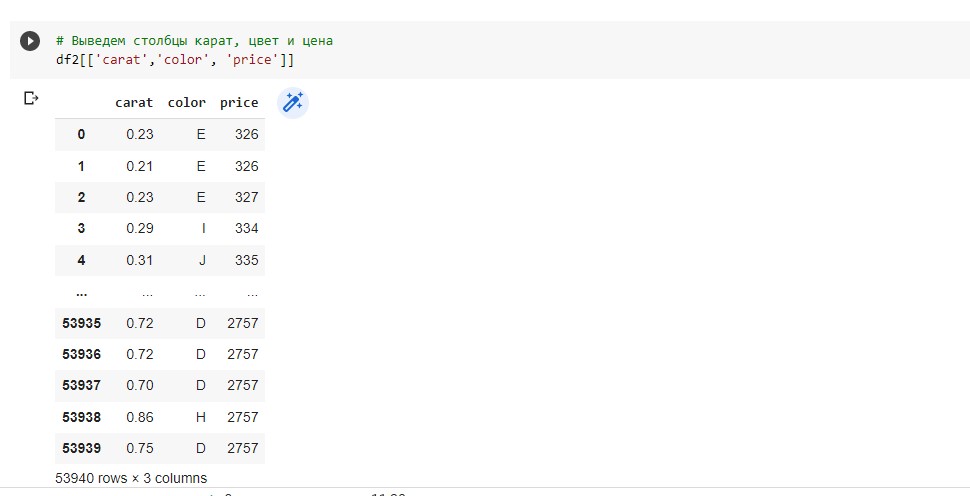 # Выведем столбцы карат, цвет и цена
df2[['carat','color', 'price']]
carat color price
0 0.23 E 326
1 0.21 E 326
2 0.23 E 327
3 0.29 I 334
4 0.31 J 335
... ... ... ...
53935 0.72 D 2757
53936 0.72 D 2757
53937 0.70 D 2757
53938 0.86 H 2757
53939 0.75 D 2757
53940 rows × 3 columns